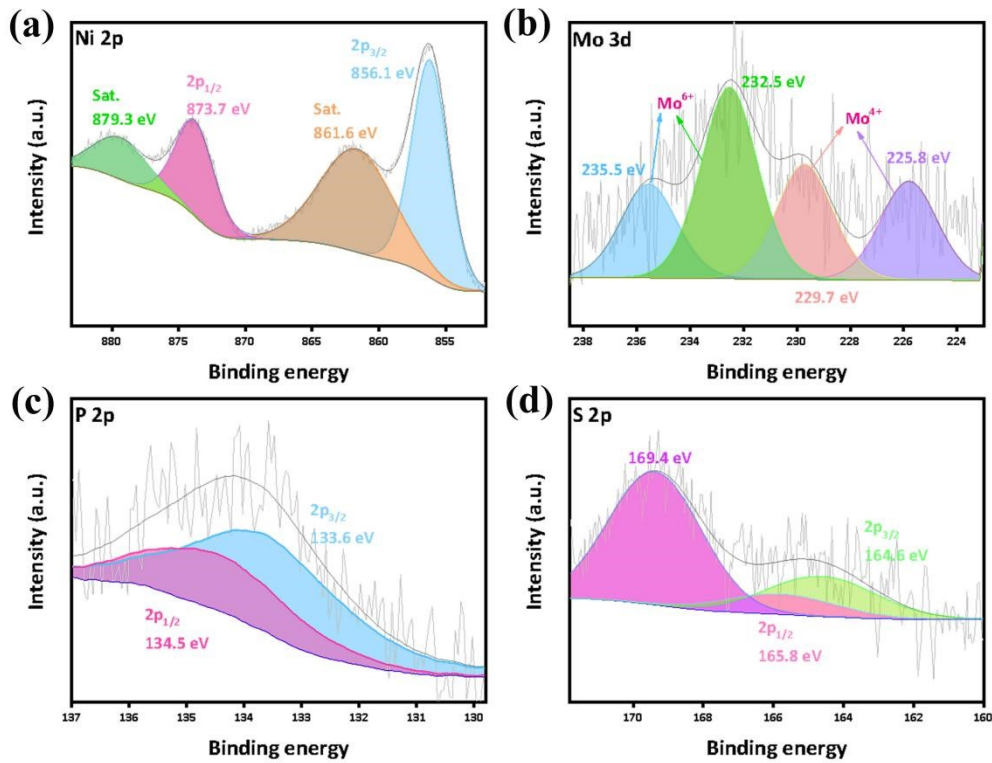 (a)
Ni 2p
Intensity (a.u.)
Sat.
879.3 eV
2p1/2
873.7 eV
Sat.
861.6 eV
2p3/2
856.1 eV
880 875 870 865 860 855
Binding energy
(b)
Mo 3d
Intensity (a.u.)
235.5 eV
Mo6+
232.5 eV
Mo4+
225.8 eV
229.7 eV
238 236 234 232 230 228 226 224
Binding energy
(c)
P 2p
Intensity (a.u.)
2p3/2
133.6 eV
2p1/2
134.5 eV
137 136 135 134 133 132 131 130
Binding energy
(d)
S 2p
Intensity (a.u.)
169.4 eV
2p3/2
164.6 eV
2p1/2
165.8 eV
170 168 166 164 162 160
Binding energy